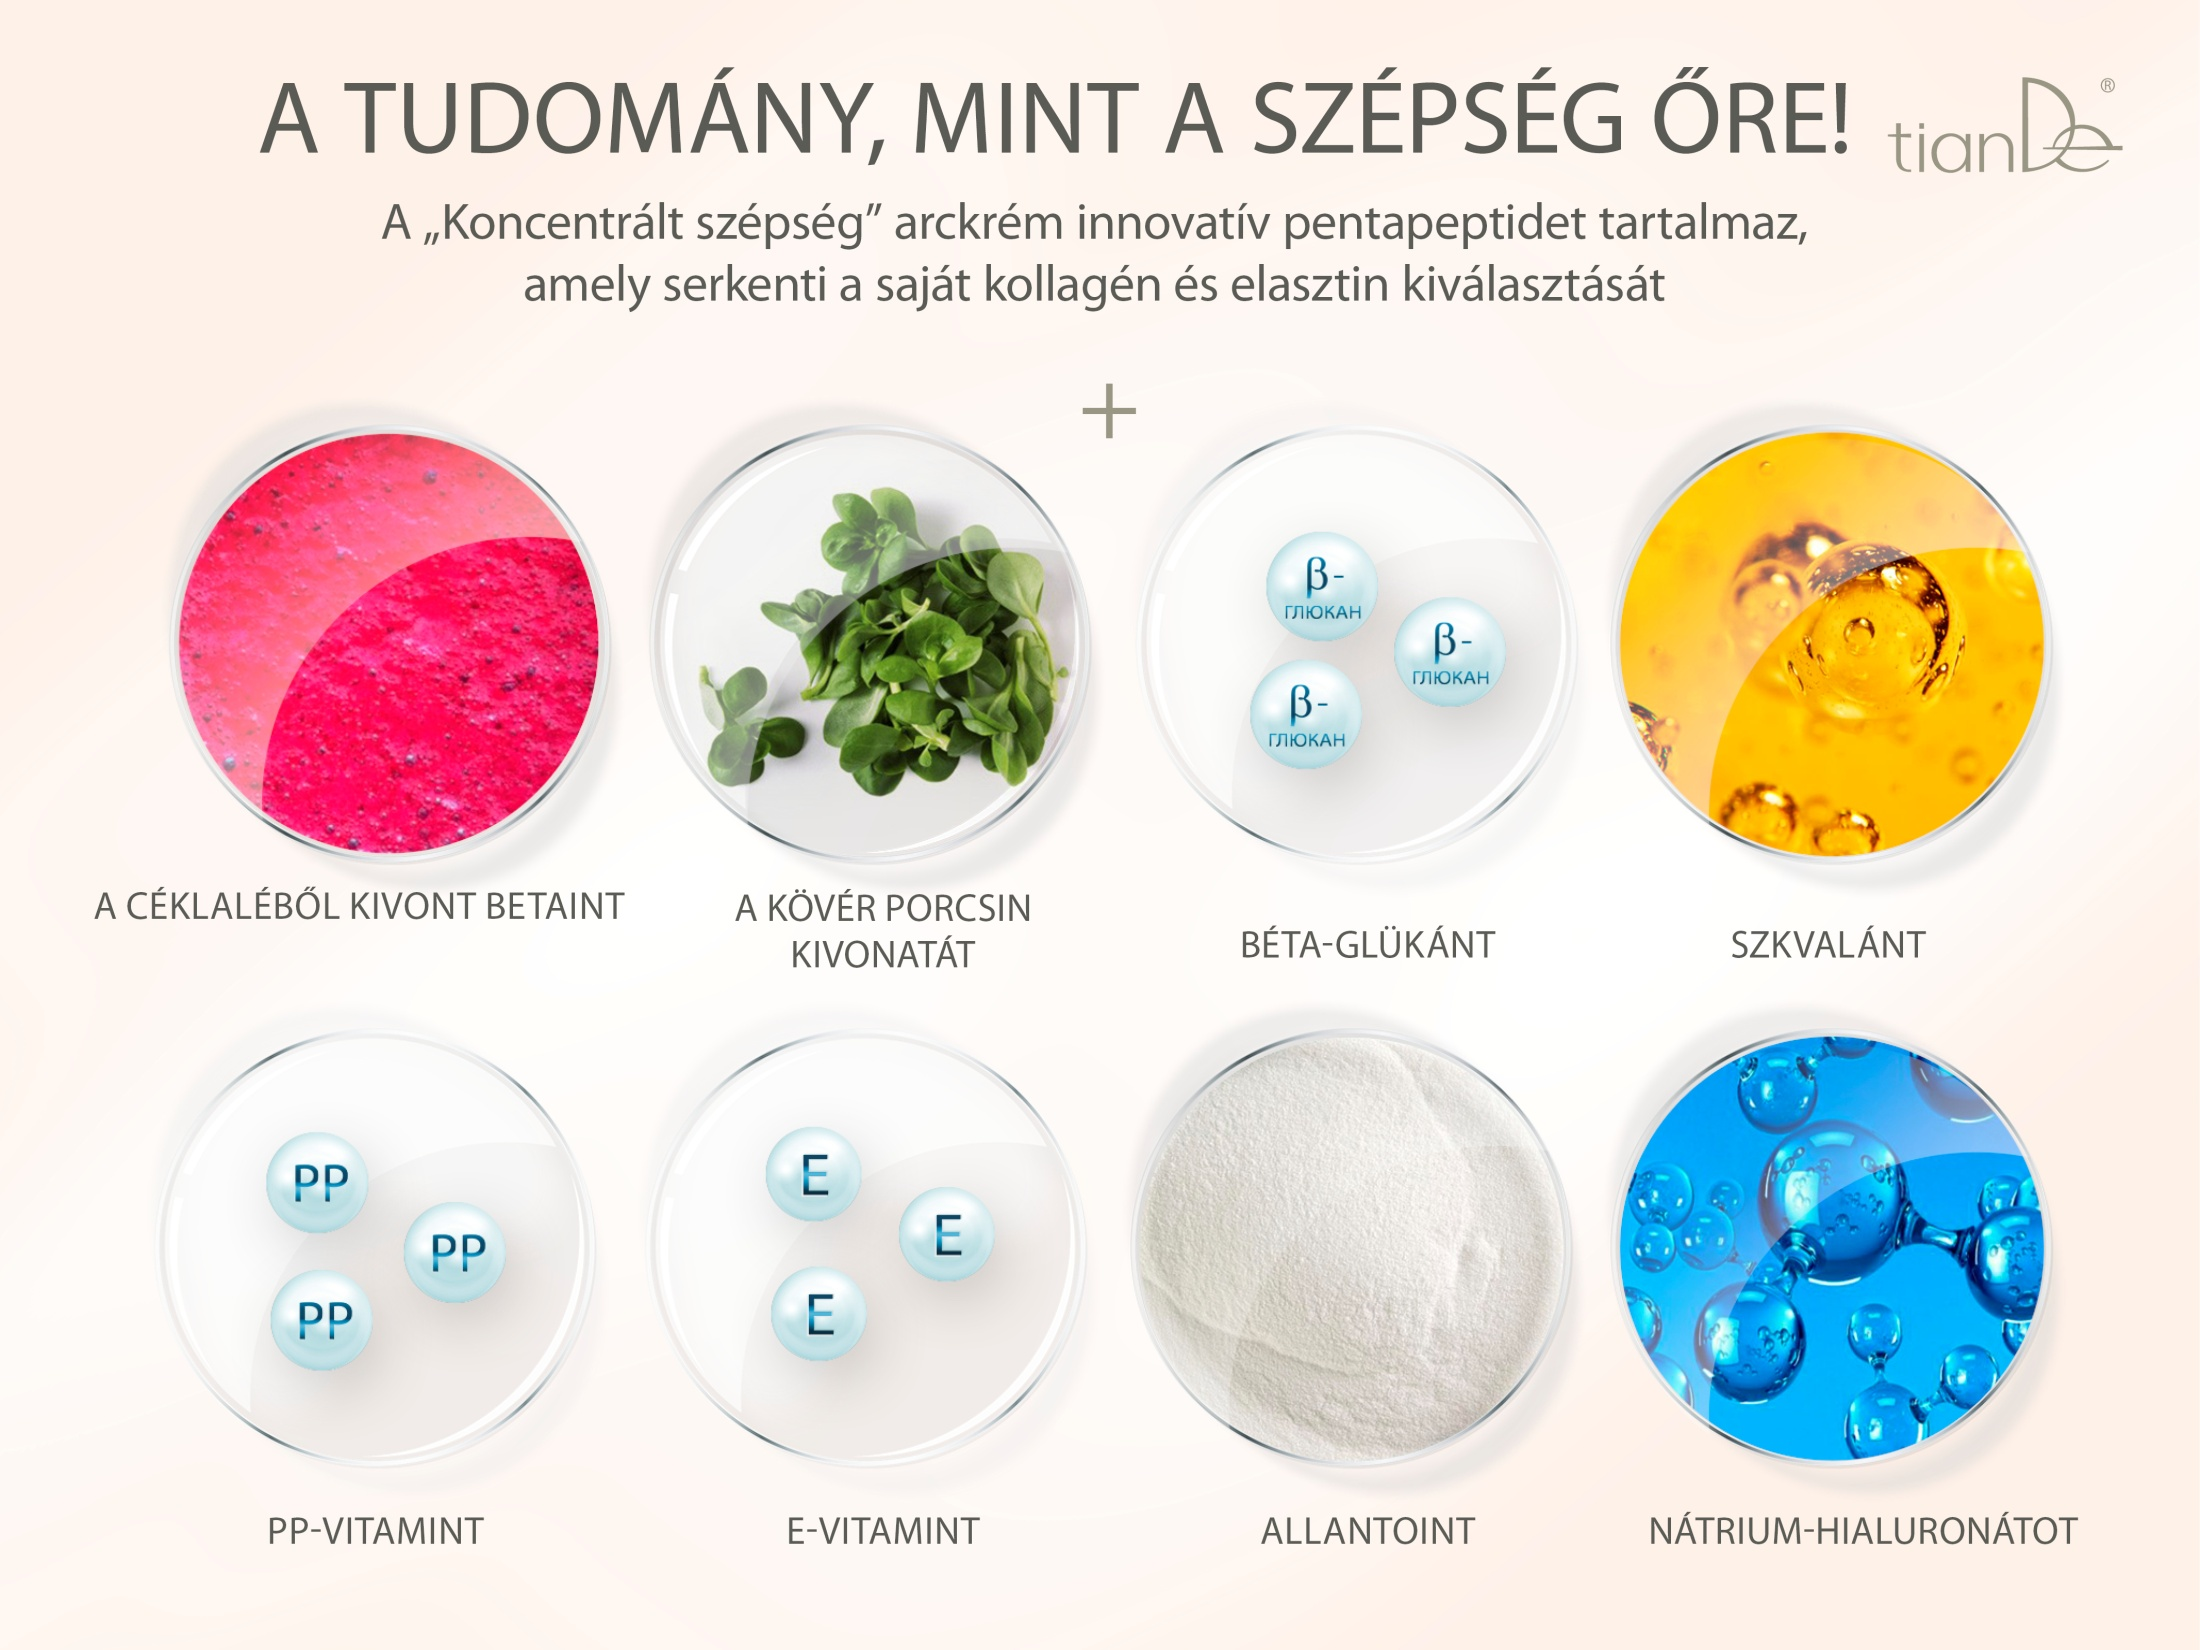 A TUDOMÁNY, MINT A SZÉPSÉG ŐRE!
tianDe®
A „Koncentrált szépség” arckrém innovatív pentapeptidet tartalmaz,
amely serkenti a saját kollagén és elasztin kiválasztását
+
β-
ГЛЮКАН
β-
ГЛЮКАН
β-
ГЛЮКАН
A CÉKLALÉBŐL KIVONT BETAINT
A KÖVÉR PORCSIN
KIVONATÁT
BÉTA-GLÜKÁNT
SZKVALÁNT
PP
PP
PP
E
E
E
PP-VITAMINT
E-VITAMINT
ALLANTOINT
NÁTRIUM-HIALURONÁTOT